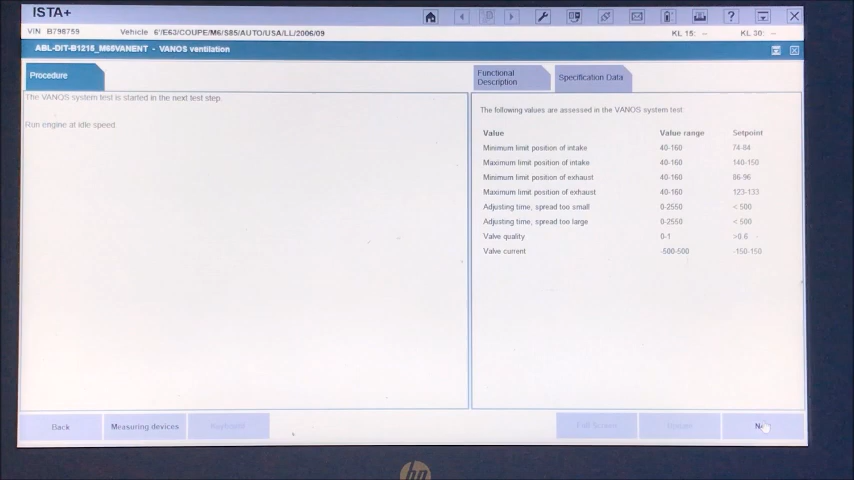 ISTA+
VIN B798759 Vehicle 6'/E63/COUPE/M6/S85/AUTO/USA/LL/2006/09 KL 15: -- KL 30: --
ABL-DIT-B1215_M65VANENT - VANOS ventilation
Procedure
Functional Description
Specification Data
The VANOS system test is started in the next test step.
Run engine at idle speed
The following values are assessed in the VANOS system test:
Value Value range Setpoint
Minimum limit position of intake 40-160 74-84
Maximum limit position of intake 40-160 140-150
Minimum limit position of exhaust 40-160 86-96
Maximum limit position of exhaust 40-160 123-133
Adjusting time, spread too small 0-2550 < 500
Adjusting time, spread too large 0-2550 < 500
Valve quality 0-1 >0.6
Valve current -500-500 -150-150
Back Measuring devices Keyboard Full Screen Update
hp